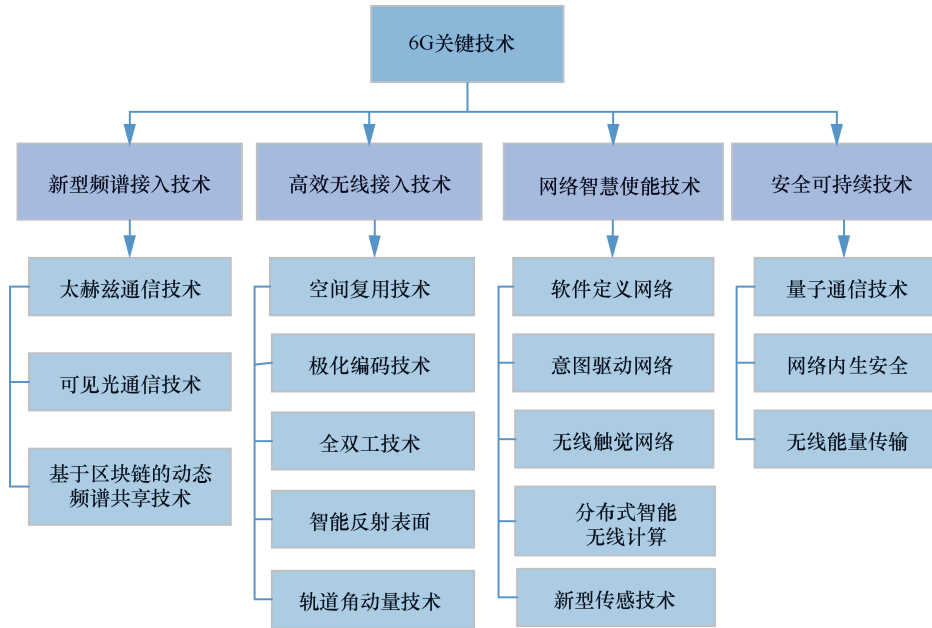 6G关键技术
新型频谱接入技术
高效无线接入技术
网络智慧使能技术
安全可持续技术
太赫兹通信技术
可见光通信技术
基于区块链的动态
频谱共享技术
空间复用技术
极化编码技术
全双工技术
智能反射表面
轨道角动量技术
软件定义网络
意图驱动网络
无线触觉网络
分布式智能
无线计算
新型传感技术
量子通信技术
网络内生安全
无线能量传输